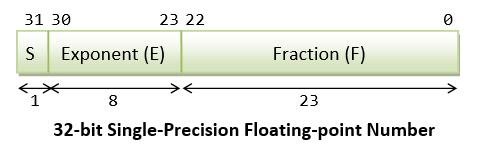 31 30 23 22 0
S Exponent (E) Fraction (F)
1 8 23
32-bit Single-Precision Floating-point Number